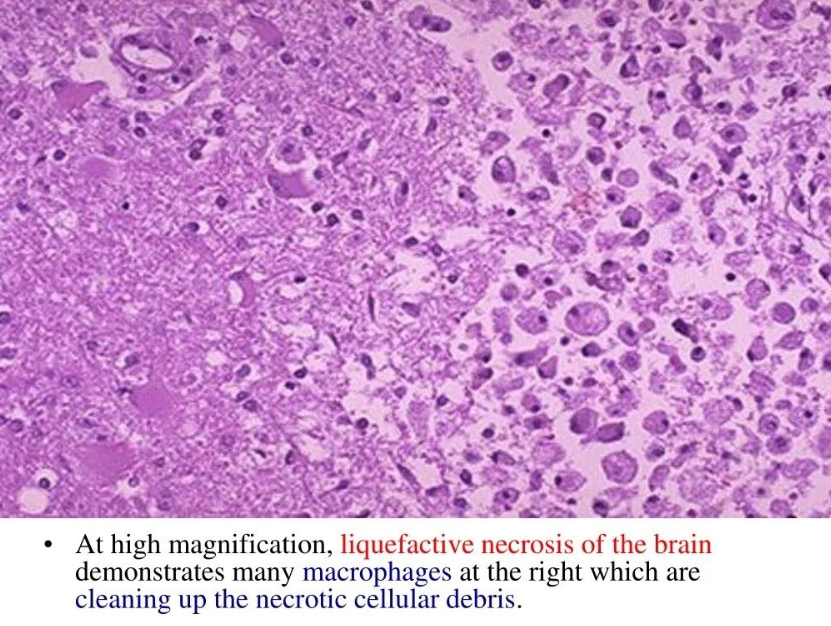 • At high magnification, liquefactive necrosis of the brain
demonstrates many macrophages at the right which are
cleaning up the necrotic cellular debris.